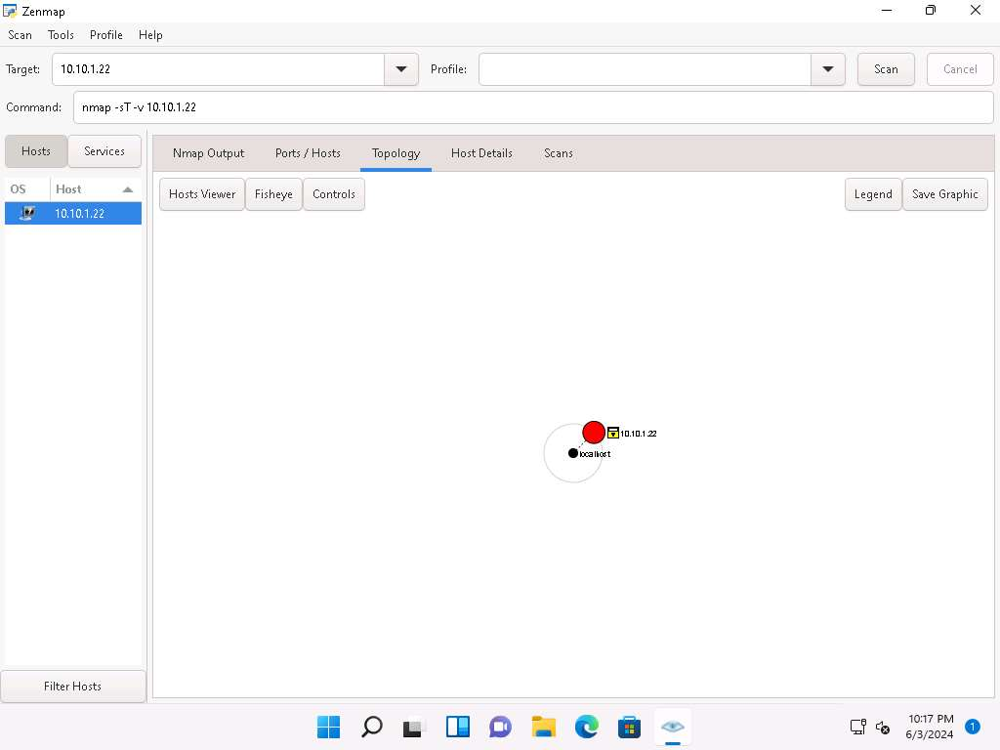 Zenmap
Scan Tools Profile Help
Target: 10.10.1.22 Profile: Scan Cancel
Command: nmap -sT -v 10.10.1.22
Hosts Services
Nmap Output Ports / Hosts Topology Host Details Scans
OS Host
Hosts Viewer Fisheye Controls Legend Save Graphic
10.10.1.22
10.10.1.22
localhost
Filter Hosts
10:17 PM
6/3/2024
1